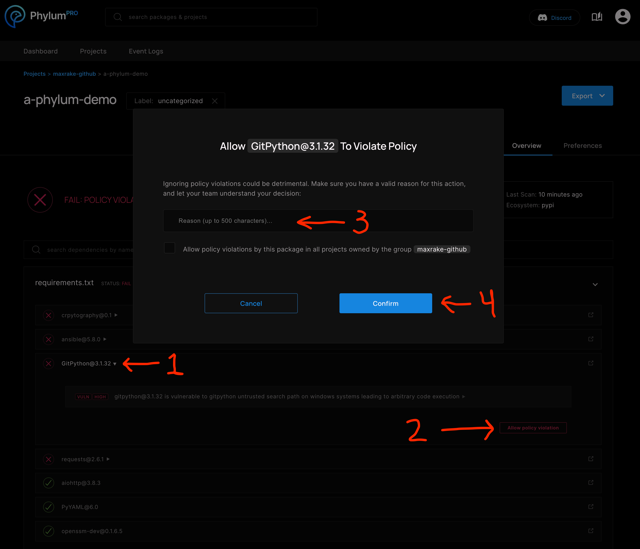 Phylum PRO
search packages & projects
Discord
Dashboard Projects Event Logs
Projects > maxrake-github > a-phylum-demo
a-phylum-demo
Label: uncategorized
Export
Allow GitPython@3.1.32 To Violate Policy
Overview Preferences
Ignoring policy violations could be detrimental. Make sure you have a valid reason for this action,
and let your team understand your decision:
FAIL: POLICY VIOLA
Last Scan: 10 minutes ago
Ecosystem: pypi
Reason (up to 500 characters)...
3
search dependencies by name
Allow policy violations by this package in all projects owned by the group maxrake-github
requirements.txt STATUS
Cancel
Confirm
4
cryptography@0.1
ansible@5.8.0
GitPython@3.1.32
1
gitpython@3.1.32 is vulnerable to gitpython untrusted search path on windows systems leading to arbitrary code execution
2
Allow policy violation
requests@2.6.1
aiohttp@3.8.3
PyYAML@6.0
openssm-dev@0.1.6.5